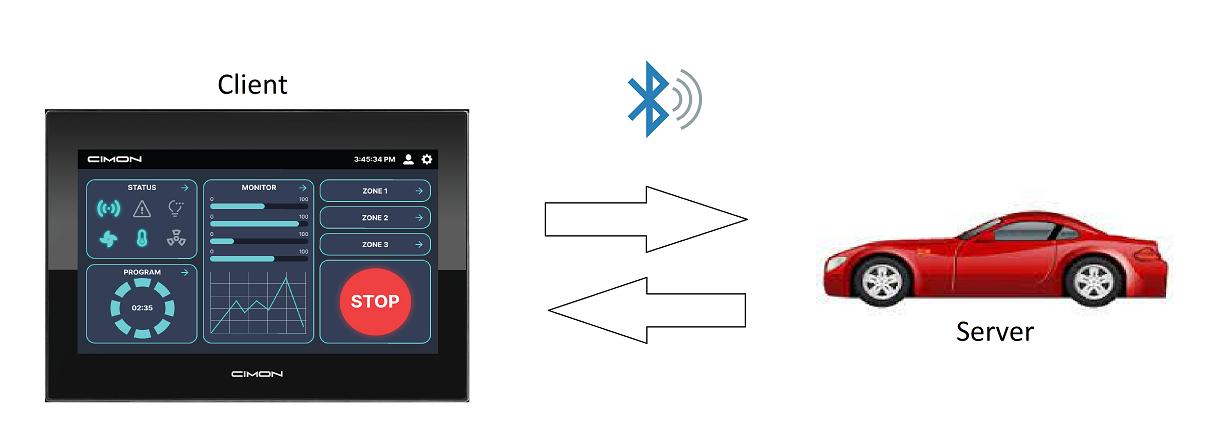 Client
CIMON
3:45:34 PM
STATUS
MONITOR
0 100
0 100
0 100
0 100
ZONE 1
ZONE 2
ZONE 3
PROGRAM
02:35
STOP
CIMON
Server